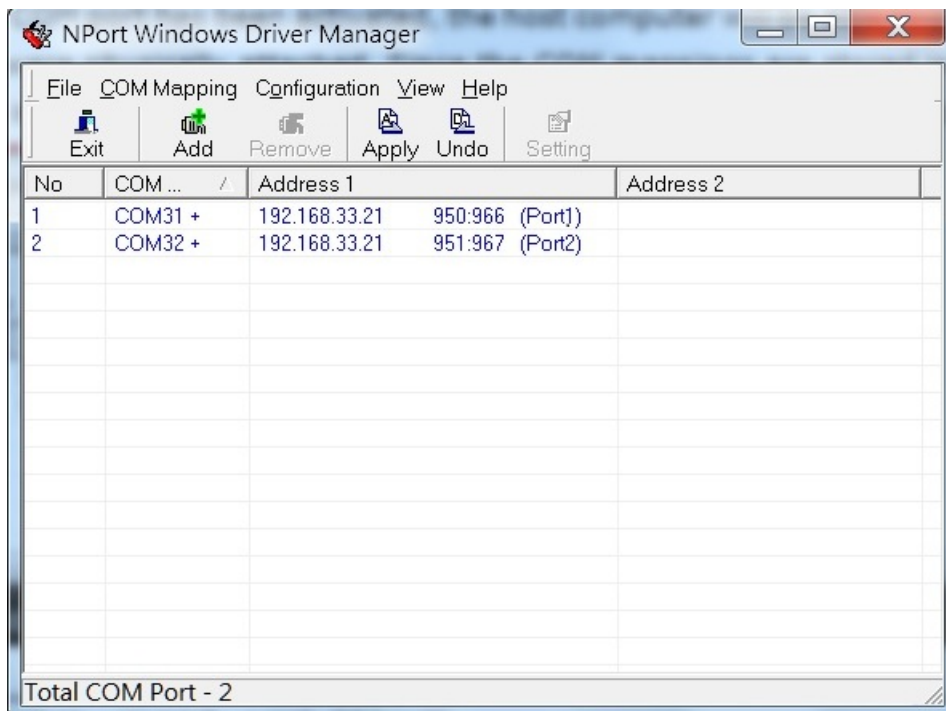 NPort Windows Driver Manager
File COM Mapping Configuration View Help
Exit Add Remove Apply Undo Setting
No COM ... Address 1 Address 2
1 COM31 + 192.168.33.21 950:966 (Port1)
2 COM32 + 192.168.33.21 951:967 (Port2)
Total COM Port - 2